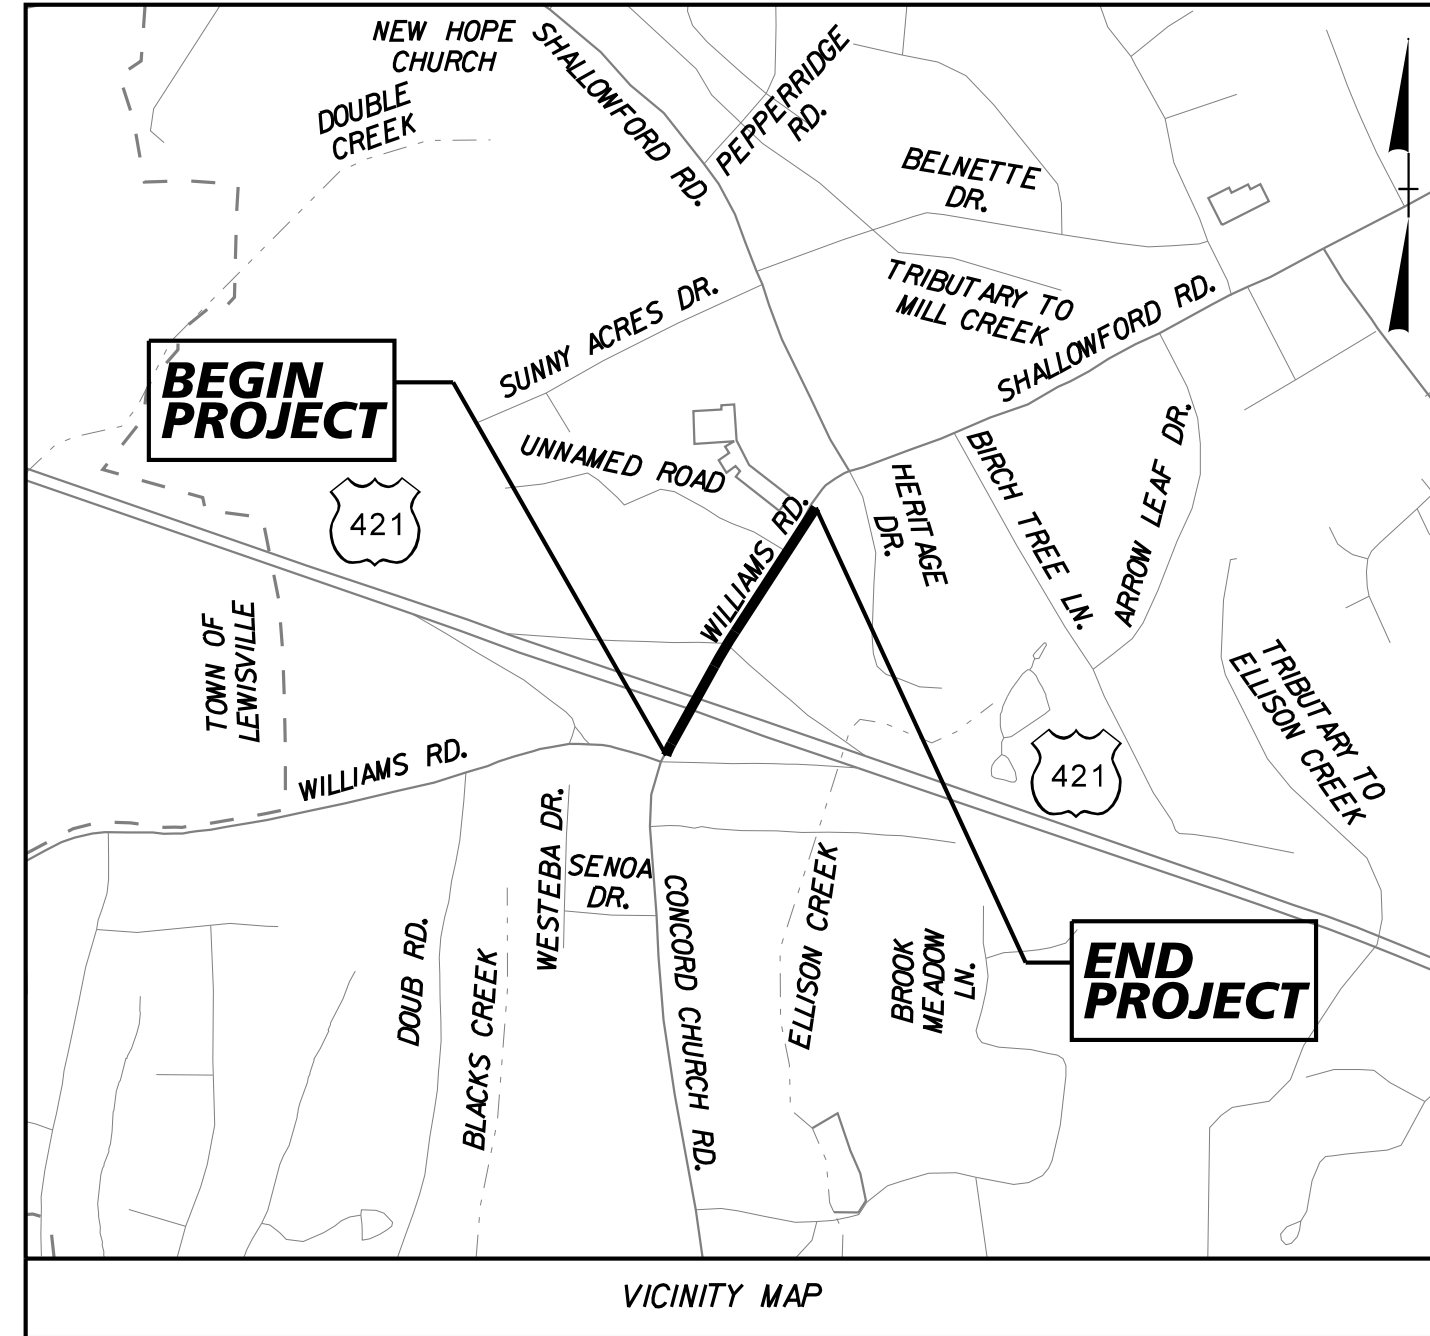 NEW HOPE
CHURCH
SHALLOWFORD RD.
PEPPERRIDGE
RD.
DOUBLE
CREEK
BELNETTE
DR.
TRIBUTARY TO
MILL CREEK
SUNNY ACRES DR.
SHALLOWFORD RD.
BEGIN
PROJECT
UNNAMED ROAD
421
WILLIAMS RD.
HERITAGE
DR.
BIRCH TREE LN.
ARROW LEAF DR.
TOWN OF
LEWISVILLE
TRIBUTARY TO
ELLISON CREEK
WILLIAMS RD.
421
WESTEBA DR.
SENOA
DR.
CONCORD CHURCH RD.
ELLISON CREEK
DOUB RD.
BLACKS CREEK
BROOK
MEADOW
LN.
END
PROJECT
VICINITY MAP